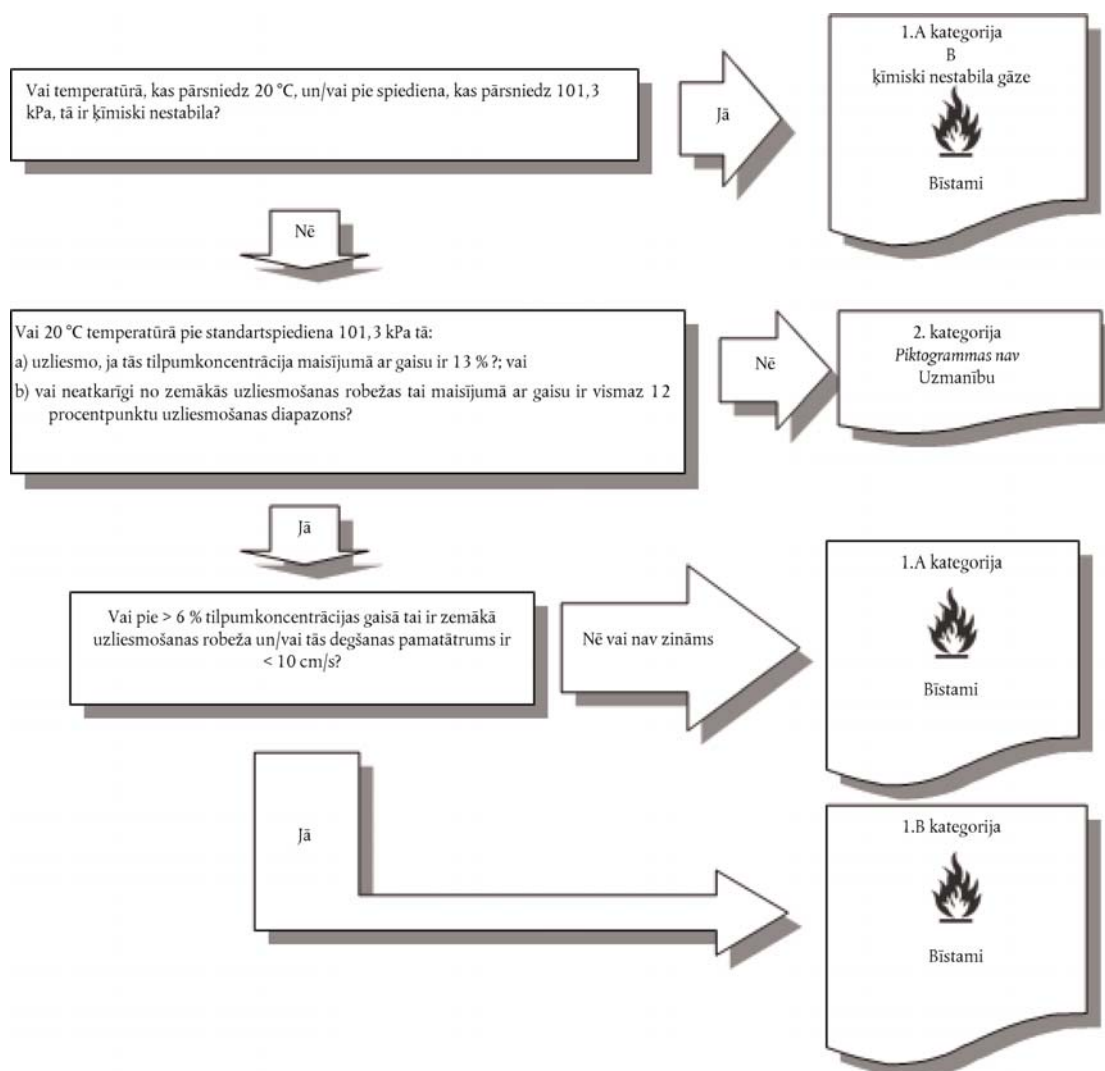 1.A kategorija
B
ķīmiski nestabila gāze
Bīstami
Vai temperatūrā, kas pārsniedz 20 °C, un/vai pie spiediena, kas pārsniedz 101,3
kPa, tā ir ķīmiski nestabila?
Jā
Nē
Vai 20 °C temperatūrā pie standartspiediena 101,3 kPa tā:
a) uzliesmo, ja tās tilpumkoncentrācija maisījumā ar gaisu ir 13 % ?; vai
b) vai neatkarīgi no zemākās uzliesmošanas robežas tai maisījumā ar gaisu ir vismaz 12
procentpunktu uzliesmošanas diapazons?
Nē
2. kategorija
Piktogrammas nav
Uzmanību
Jā
Vai pie > 6 % tilpumkoncentrācijas gaisā tai ir zemākā
uzliesmošanas robeža un/vai tās degšanas pamatātrums ir
< 10 cm/s?
Nē vai nav zināms
1.A kategorija
Bīstami
Jā
1.B kategorija
Bīstami